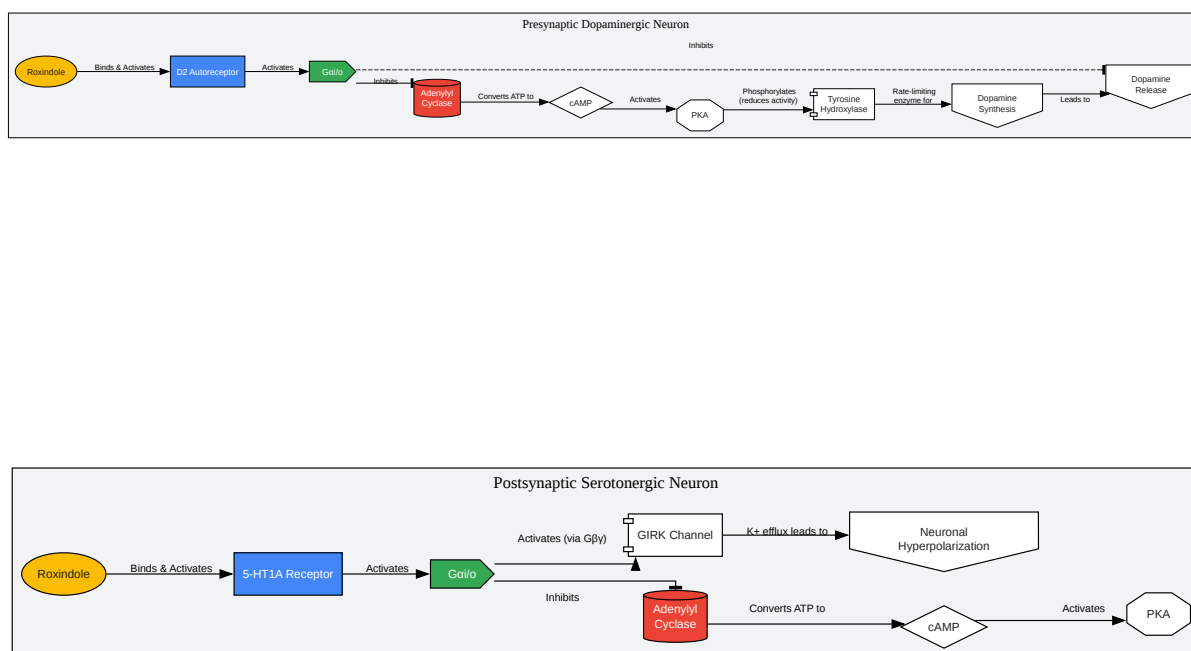 Presynaptic Dopaminergic Neuron
Inhibits
Roxindole
Binds & Activates
D2 Autoreceptor
Activates
Gαi/o
Inhibits
Adenylyl
Cyclase
Converts ATP to
cAMP
Activates
PKA
Phosphorylates
(reduces activity)
Tyrosine
Hydroxylase
Rate-limiting
enzyme for
Dopamine
Synthesis
Leads to
Dopamine
Release
Postsynaptic Serotonergic Neuron
Roxindole
Binds & Activates
5-HT1A Receptor
Activates
Gαi/o
Activates (via Gβγ)
GIRK Channel
K+ efflux leads to
Neuronal
Hyperpolarization
Inhibits
Adenylyl
Cyclase
Converts ATP to
cAMP
Activates
PKA